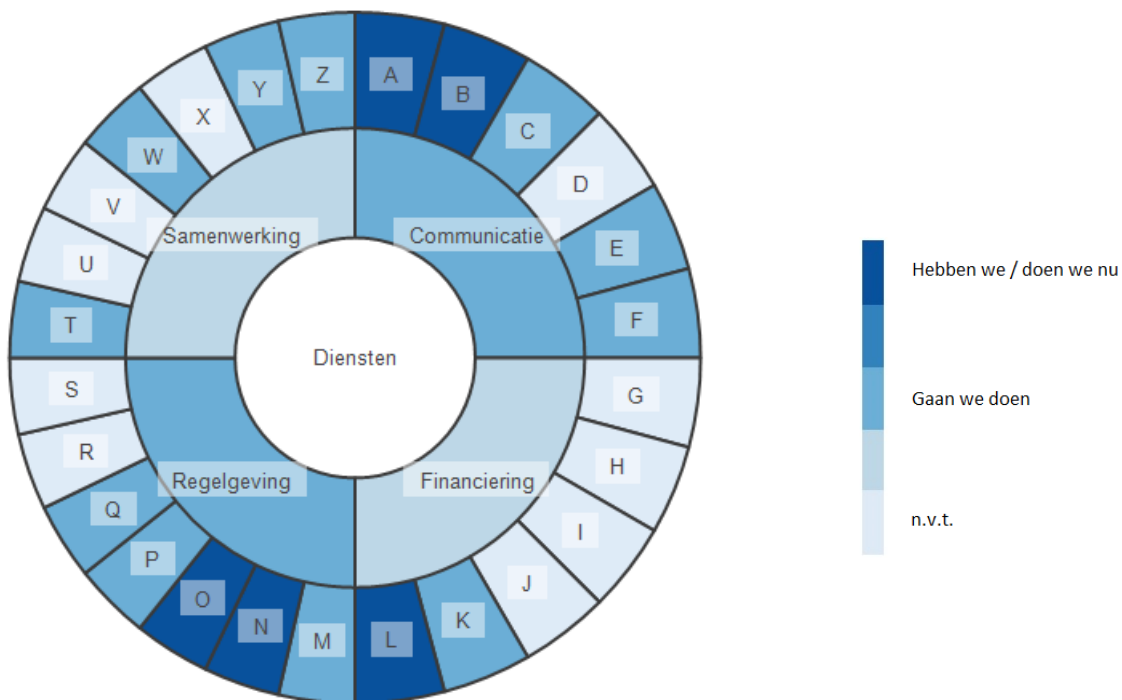 A
B
C
D
E
F
G
H
I
J
K
L
M
N
O
P
Q
R
S
T
U
V
W
X
Y
Z
Samenwerking
Communicatie
Diensten
Regelgeving
Financiering
Hebben we / doen we nu
Gaan we doen
n.v.t.